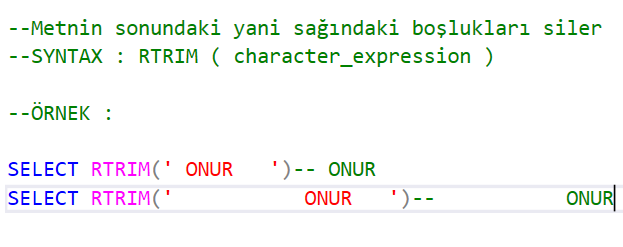 --Metnin sonundaki yani sağındaki boşlukları siler
--SYNTAX : RTRIM ( character_expression )
--ÖRNEK :
SELECT RTRIM(' ONUR   ')-- ONUR
SELECT RTRIM('           ONUR   ')--           ONUR